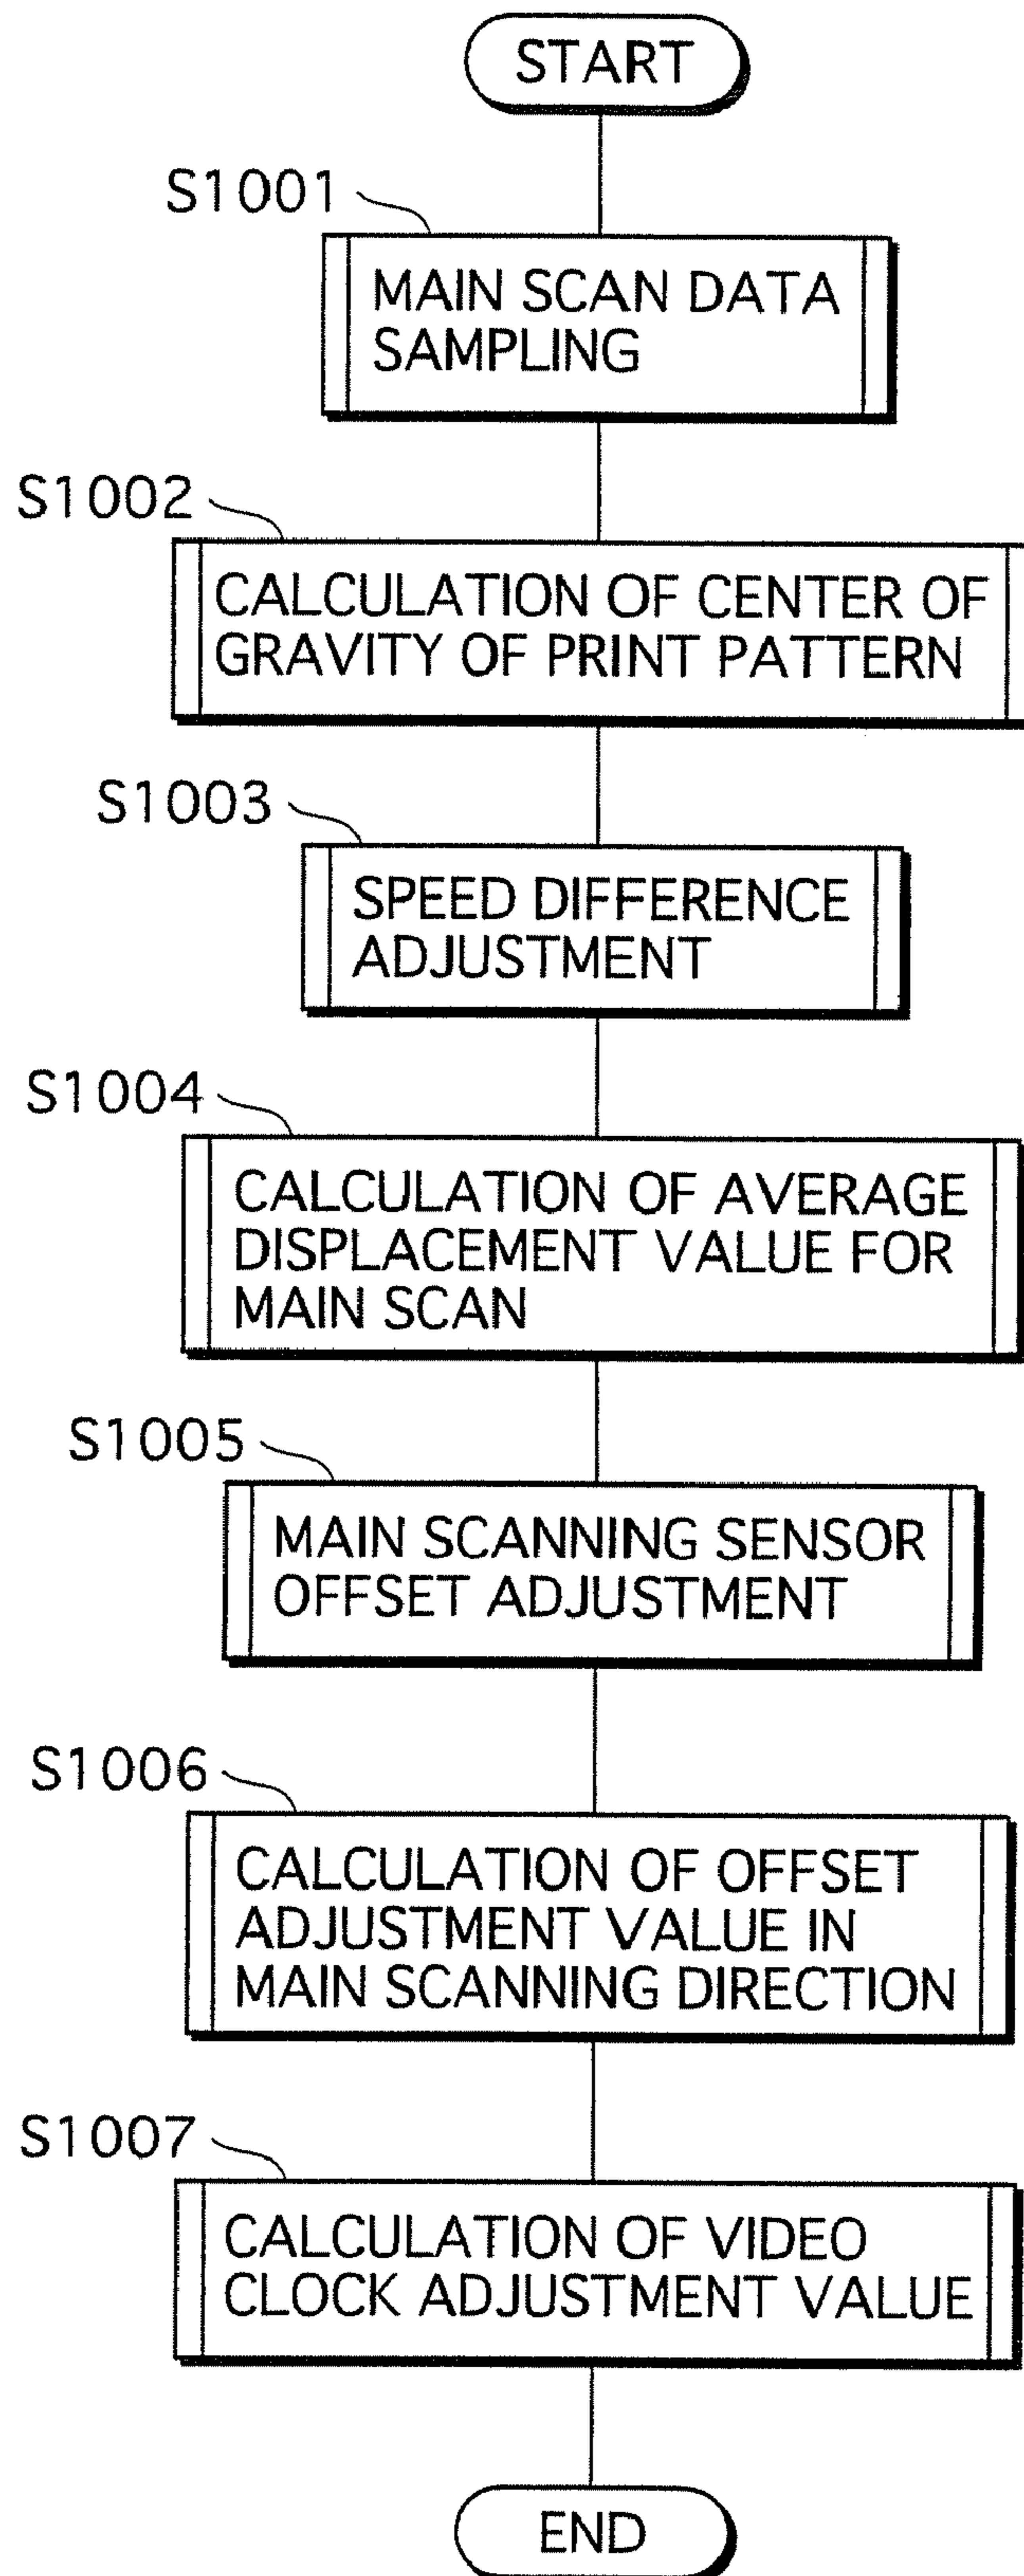 START
S1001
MAIN SCAN DATA
SAMPLING
S1002
CALCULATION OF CENTER OF
GRAVITY OF PRINT PATTERN
S1003
SPEED DIFFERENCE
ADJUSTMENT
S1004
CALCULATION OF AVERAGE
DISPLACEMENT VALUE FOR
MAIN SCAN
S1005
MAIN SCANNING SENSOR
OFFSET ADJUSTMENT
S1006
CALCULATION OF OFFSET
ADJUSTMENT VALUE IN
MAIN SCANNING DIRECTION
S1007
CALCULATION OF VIDEO
CLOCK ADJUSTMENT VALUE
END